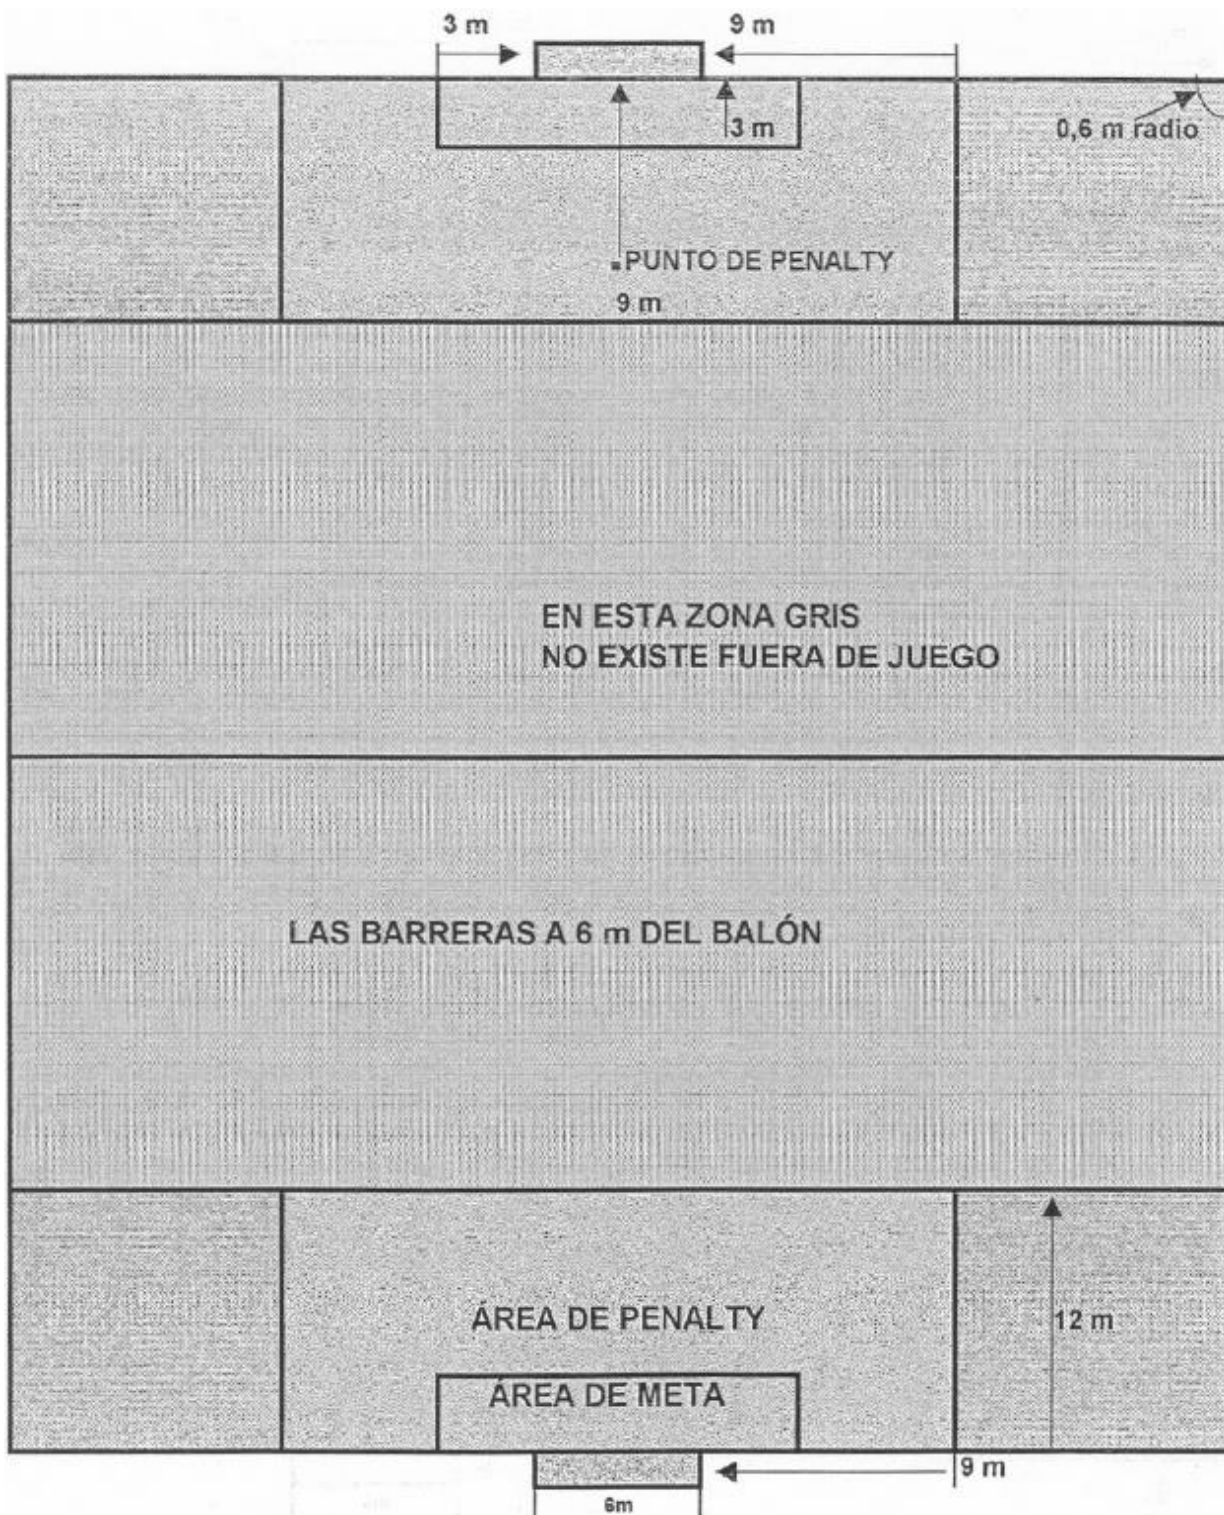 3 m
9 m
3 m
0,6 m radio
PUNTO DE PENALTY
9 m
EN ESTA ZONA GRIS
NO EXISTE FUERA DE JUEGO
LAS BARRERAS A 6 m DEL BALÓN
ÁREA DE PENALTY
12 m
ÁREA DE META
9 m
6m